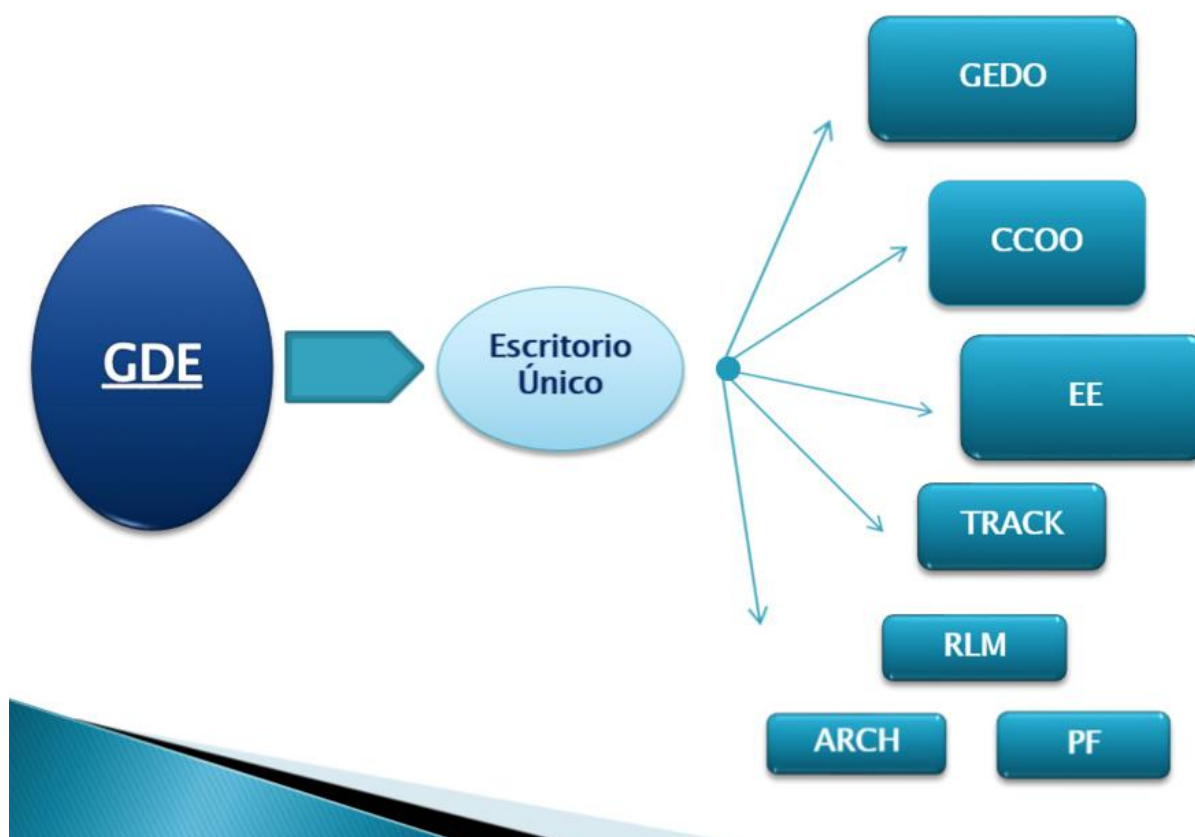 GDE
Escritorio
Único
GEDO
CCOO
EE
TRACK
RLM
ARCH
PF